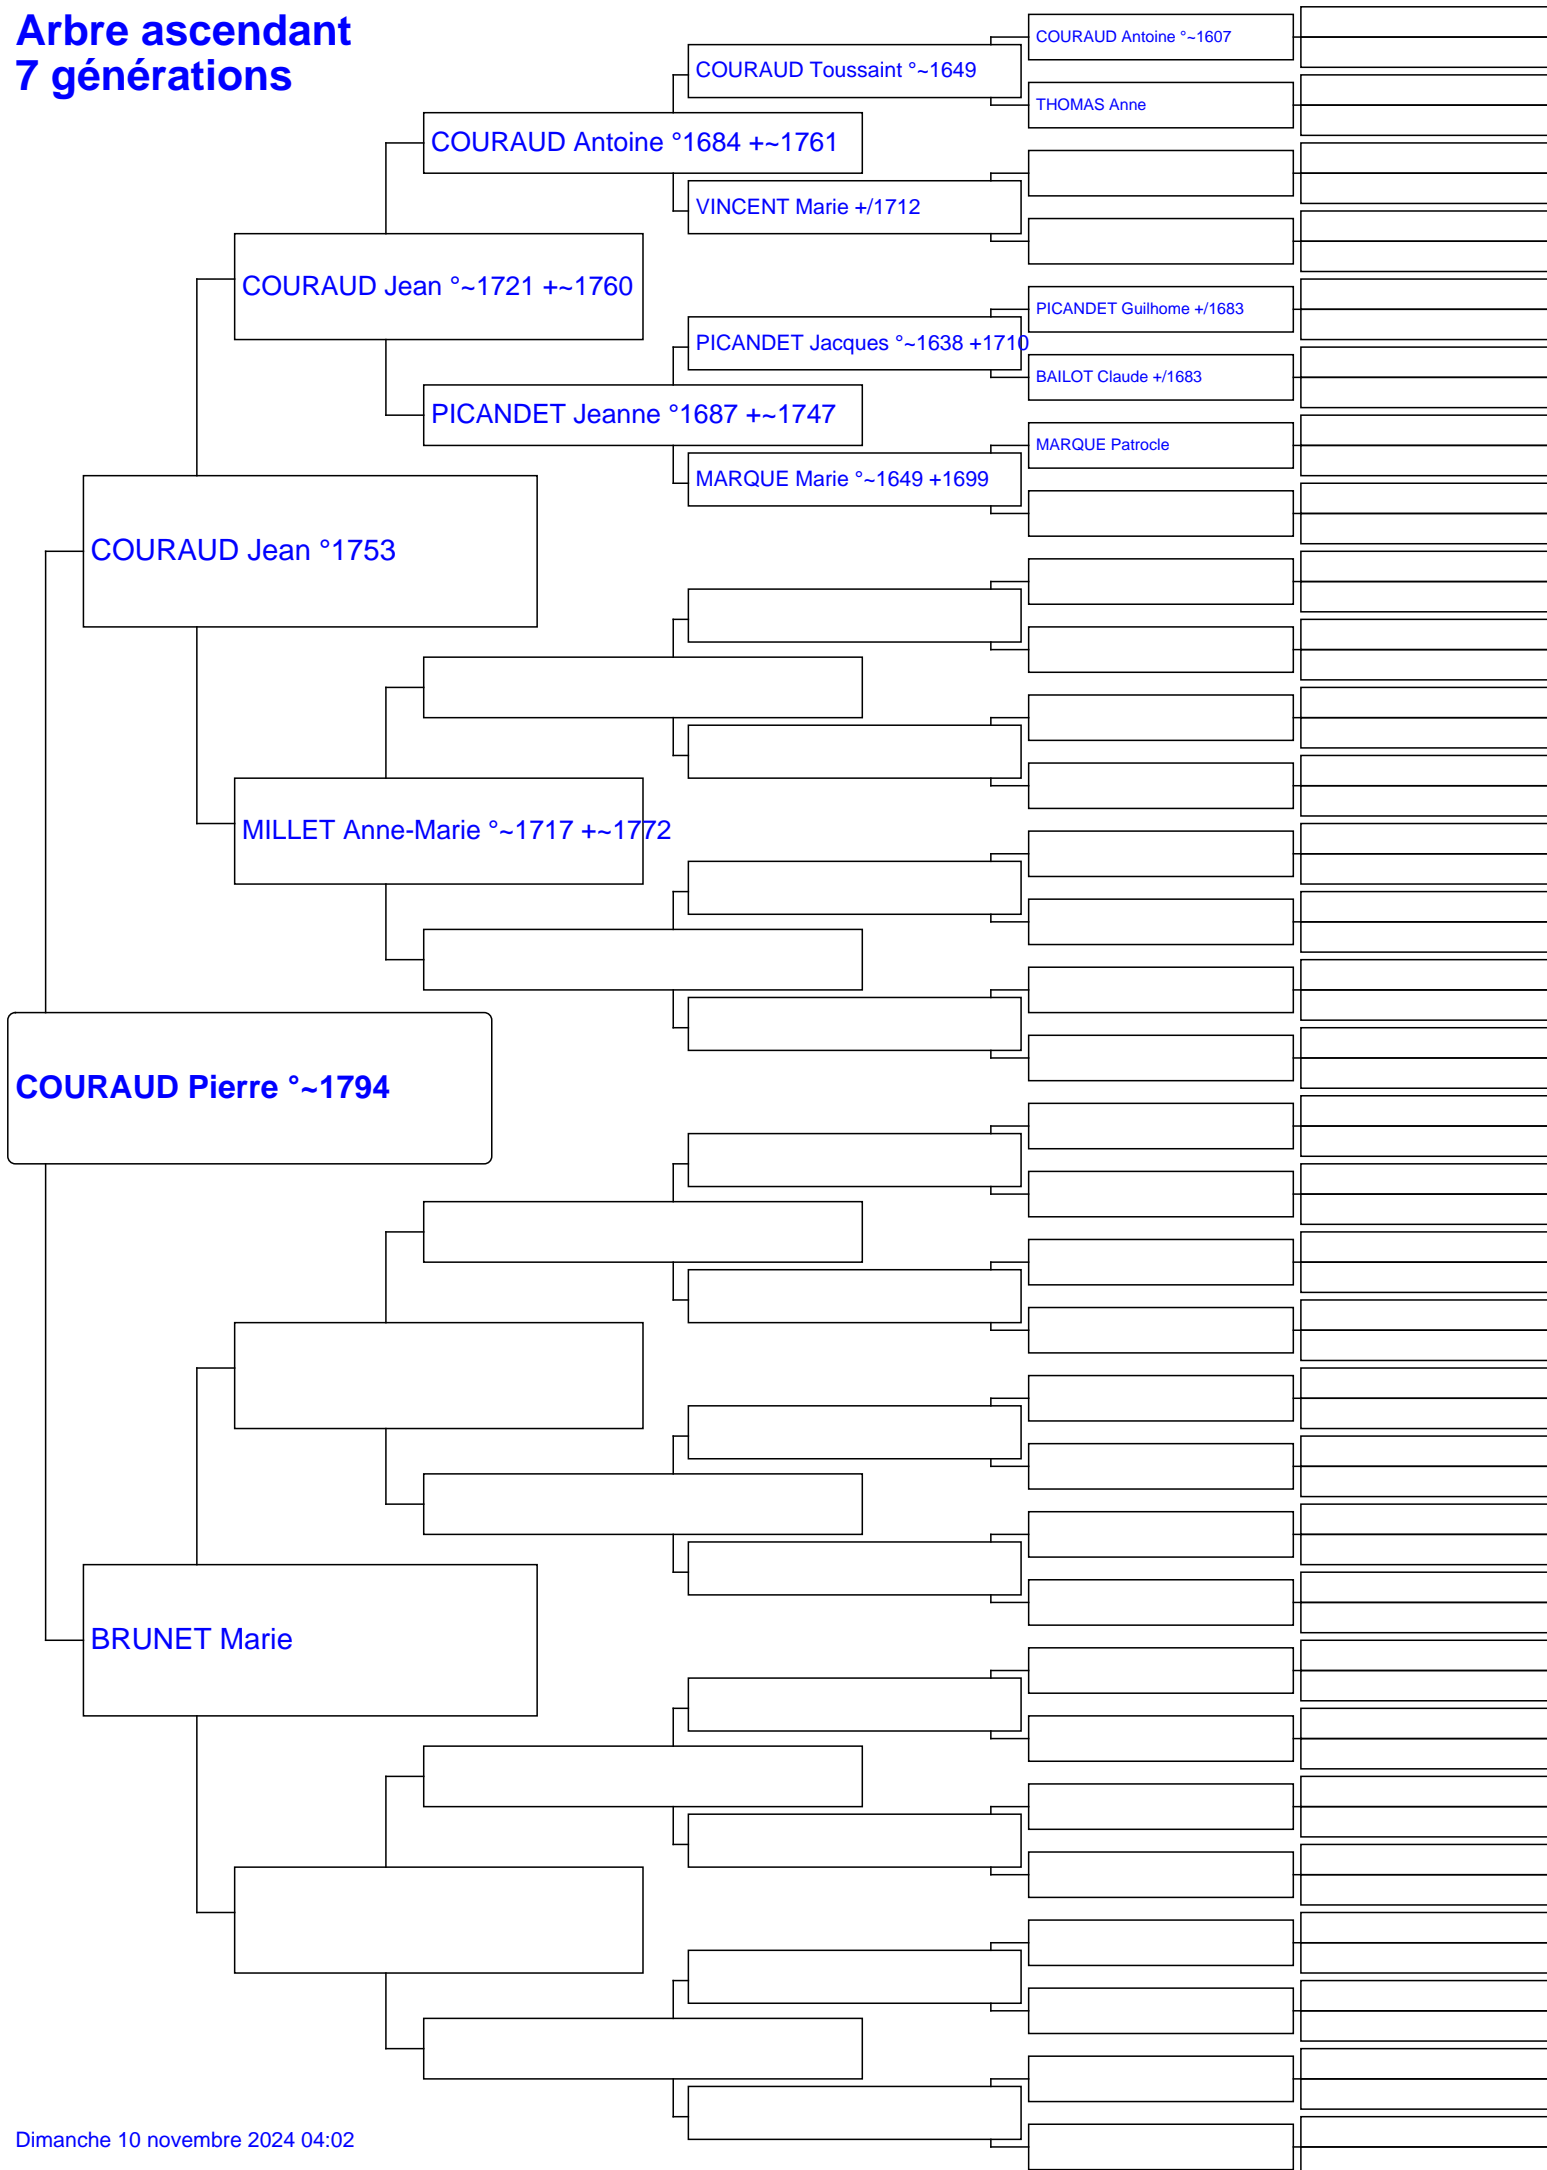 Arbre ascendant
7 générations
COURAUD Antoine °~1607
COURAUD Toussaint °~1649
THOMAS Anne
COURAUD Antoine °1684 +~1761
VINCENT Marie +/1712
COURAUD Jean °~1721 +~1760
PICANDET Guilhome +/1683
PICANDET Jacques °~1638 +1710
BAILOT Claude +/1683
PICANDET Jeanne °1687 +~1747
MARQUE Patrocle
MARQUE Marie °~1649 +1699
COURAUD Jean °1753
MILLET Anne-Marie °~1717 +~1772
COURAUD Pierre °~1794
BRUNET Marie
Dimanche 10 novembre 2024 04:02